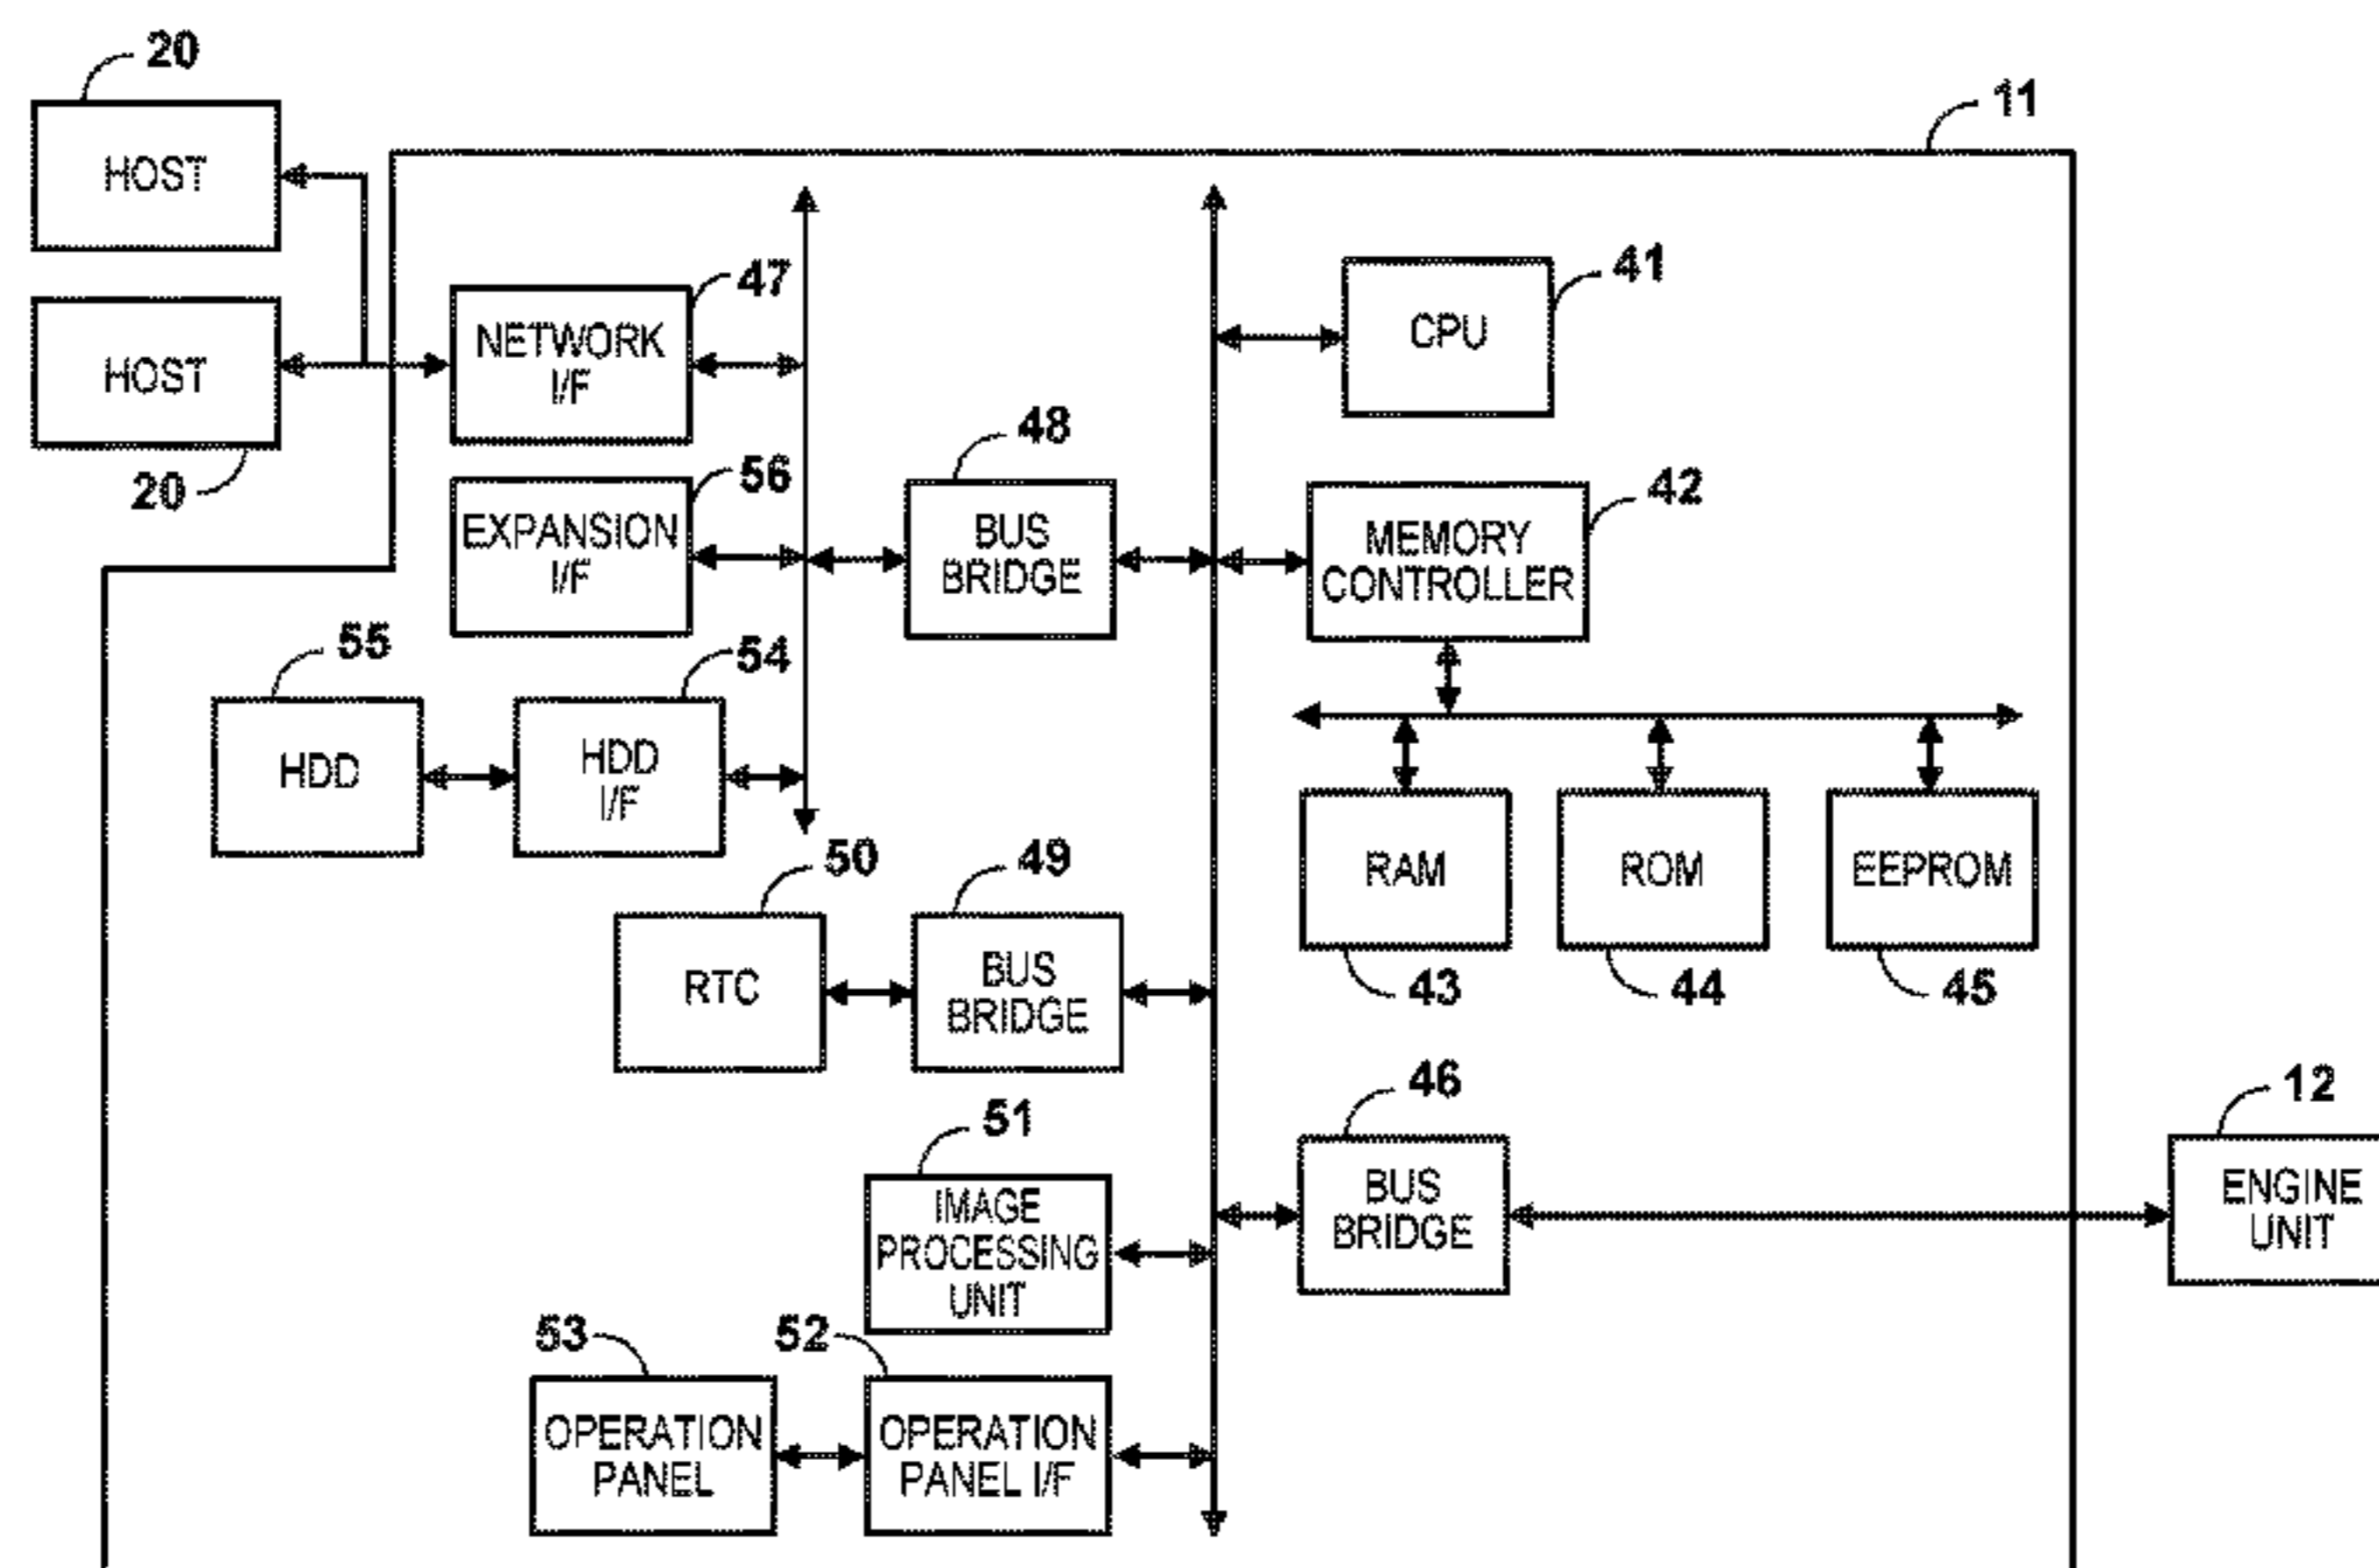 20
11
HOST
47
41
NETWORK
I/F
CPU
HOST
20
48
56
42
EXPANSION
I/F
BUS
BRIDGE
MEMORY
CONTROLLER
55
54
HDD
HDD
I/F
50
49
RAM
ROM
EEPROM
43
44
45
RTC
BUS
BRIDGE
46
12
51
IMAGE
PROCESSING
UNIT
BUS
BRIDGE
ENGINE
UNIT
53
52
OPERATION
PANEL
OPERATION
PANEL I/F